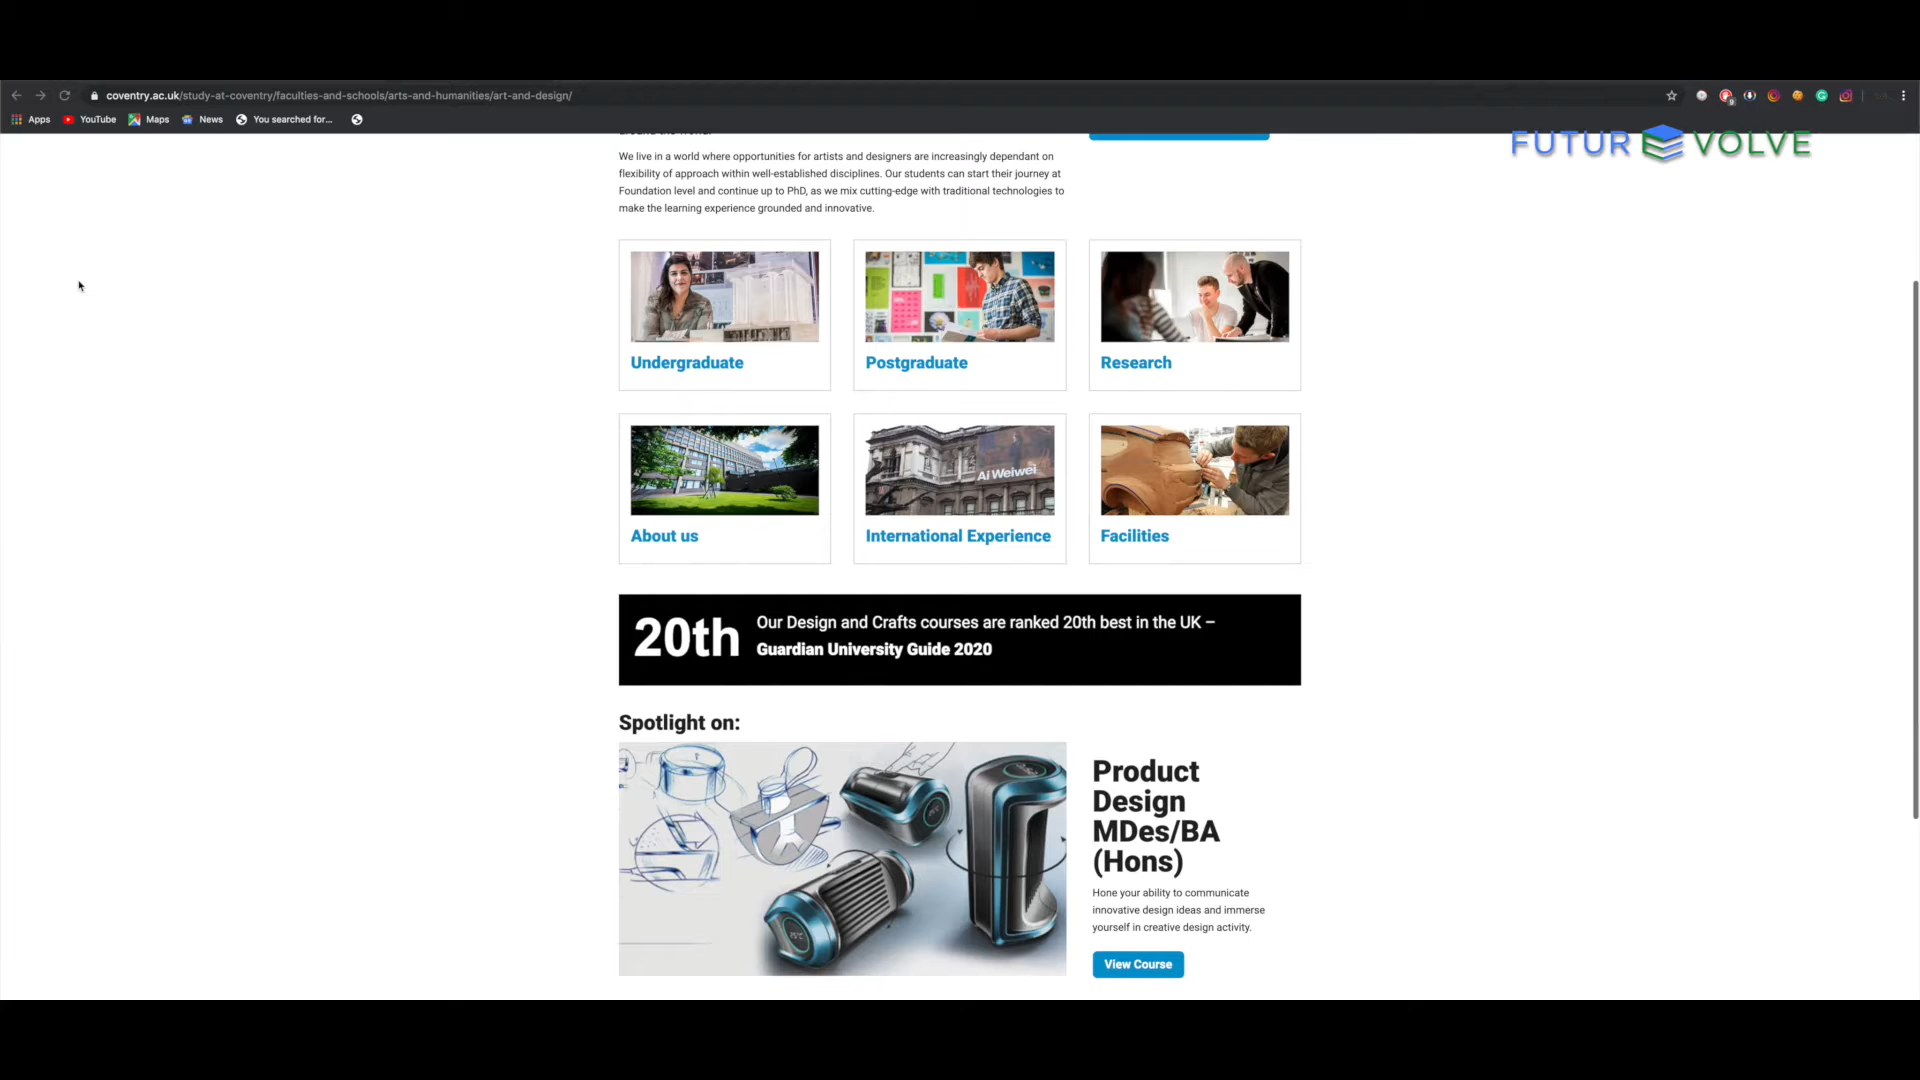 coventry.ac.uk/study-at-coventry/faculties-and-schools/arts-and-humanities/art-and-design/
Apps YouTube Maps News You searched for...
FUTUR VOLVE
We live in a world where opportunities for artists and designers are increasingly dependant on
flexibility of approach within well-established disciplines. Our students can start their journey at
Foundation level and continue up to PhD, as we mix cutting-edge with traditional technologies to
make the learning experience grounded and innovative.
Undergraduate
Postgraduate
Research
Ai Weiwei
About us
International Experience
Facilities
20th
Our Design and Crafts courses are ranked 20th best in the UK –
Guardian University Guide 2020
Spotlight on:
Product
Design
MDes/BA
(Hons)
Hone your ability to communicate
innovative design ideas and immerse
yourself in creative design activity.
View Course